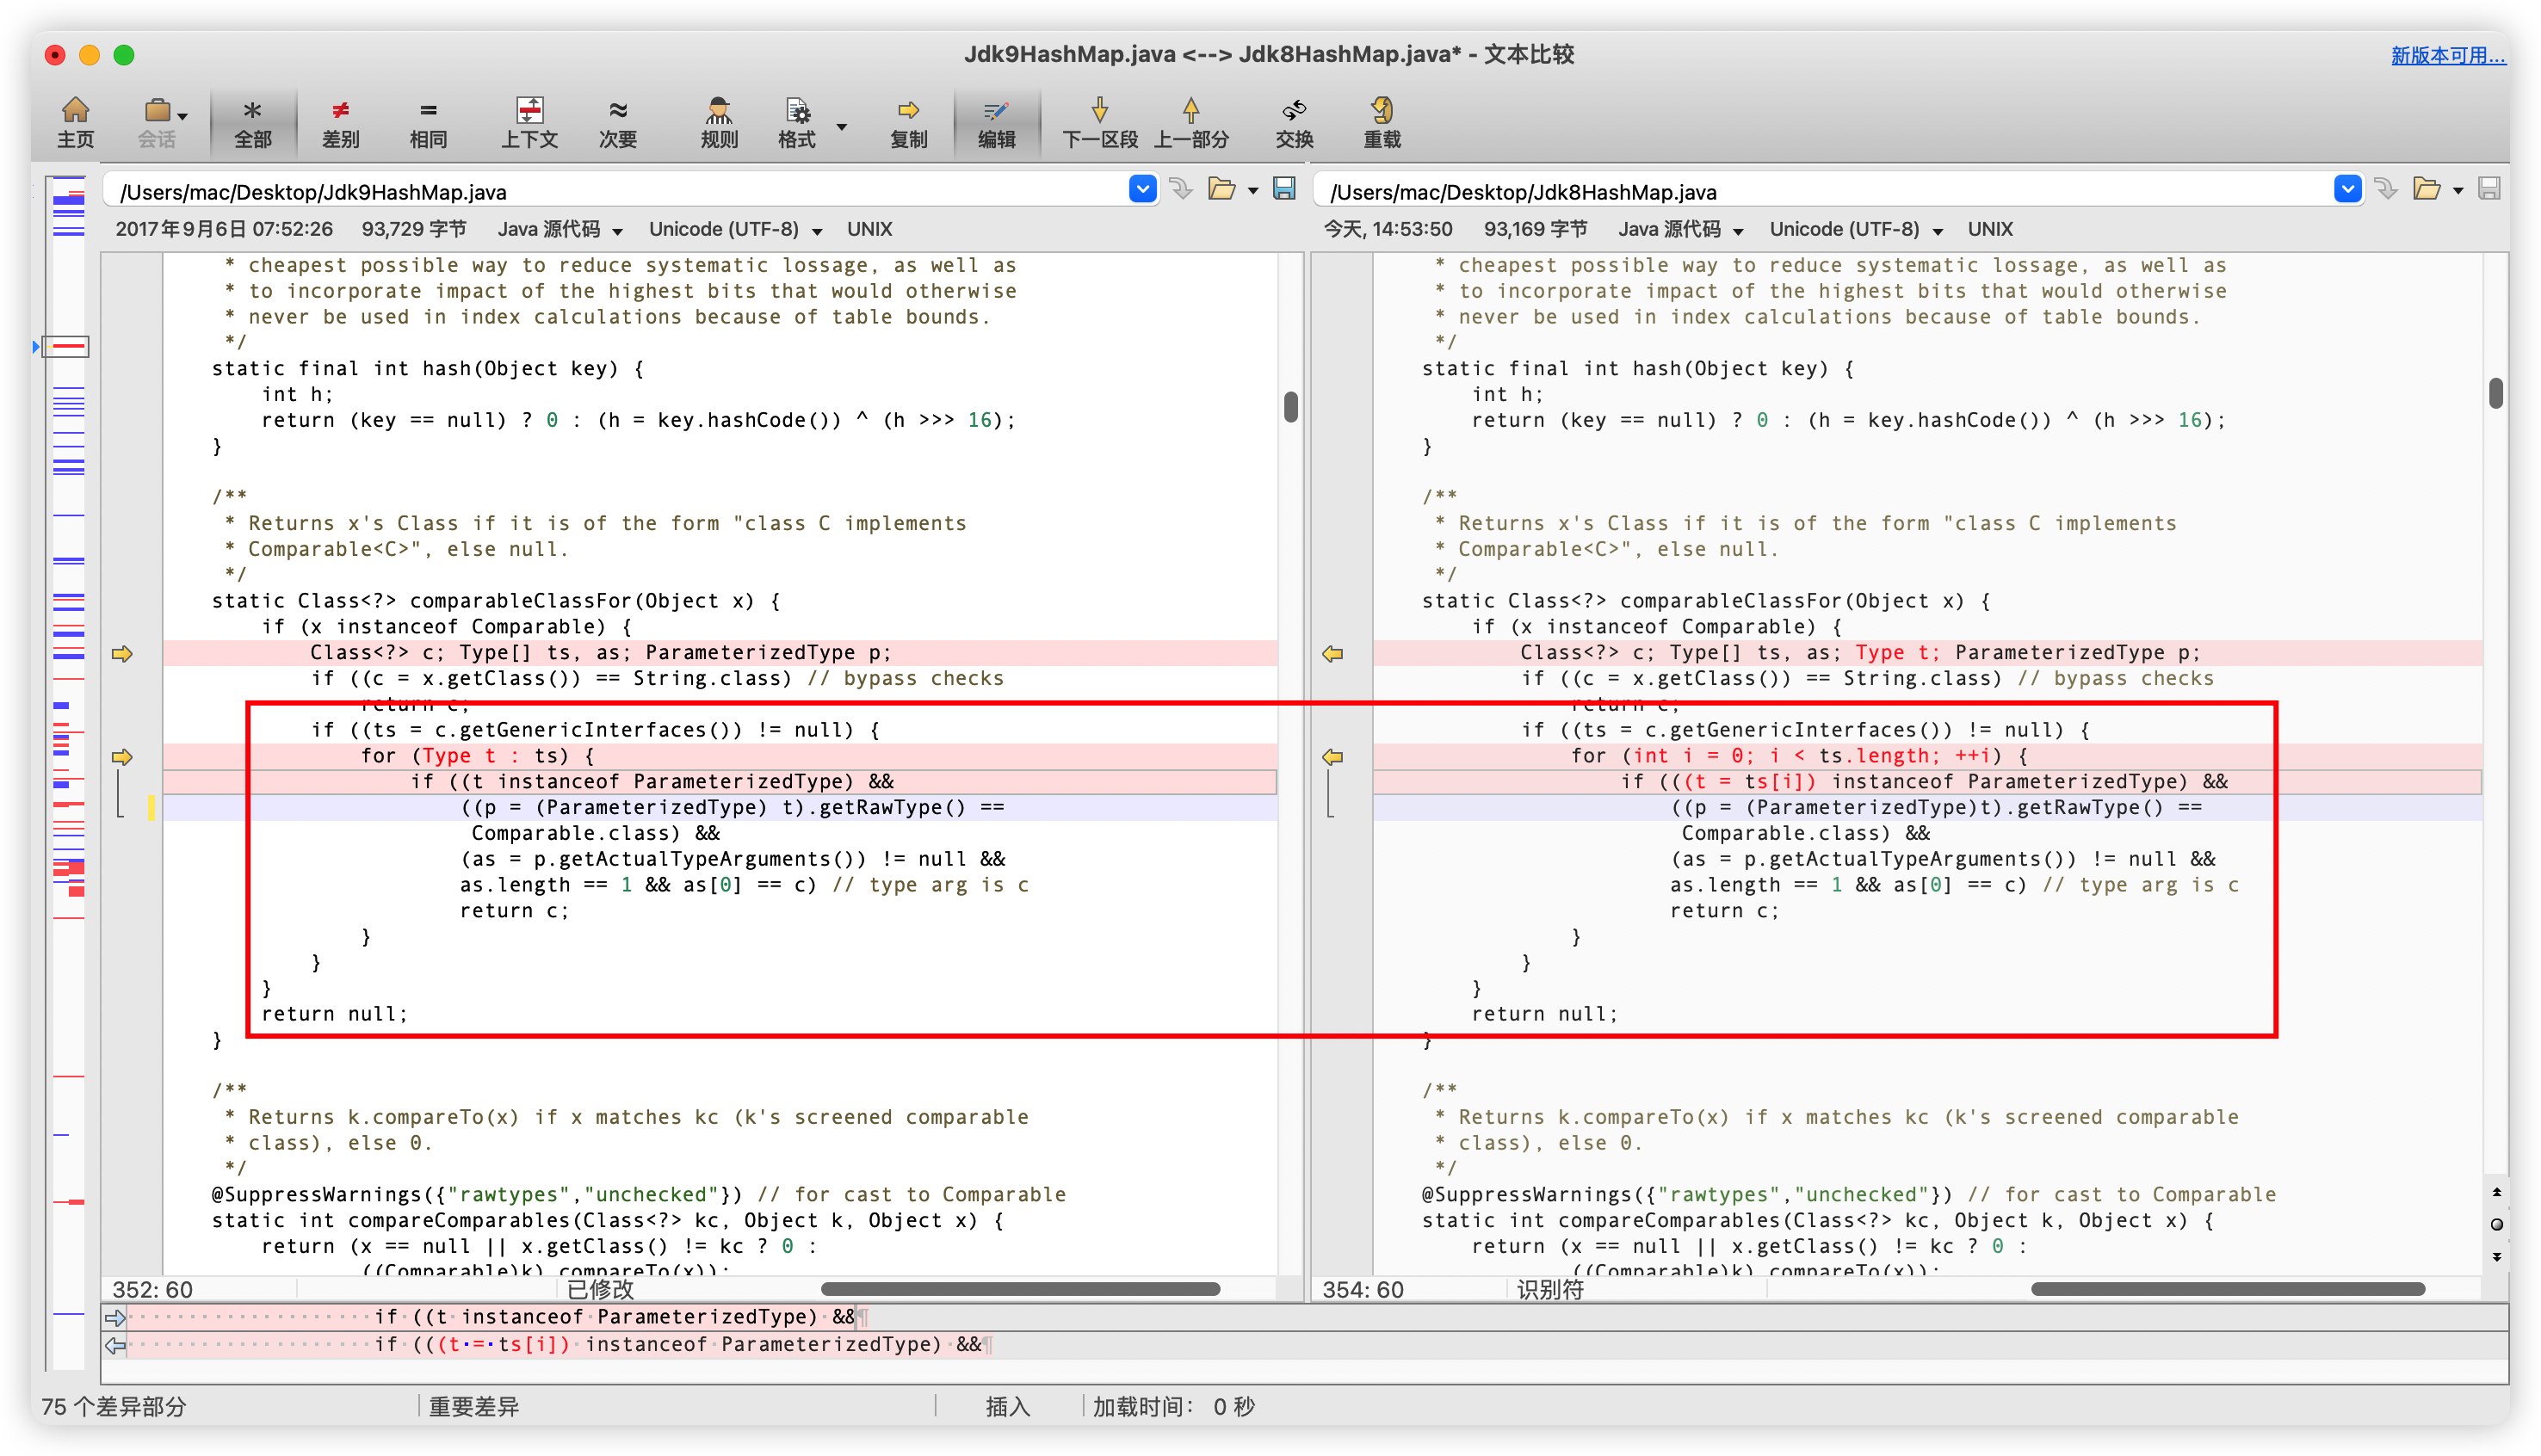 Jdk9HashMap.java <--> Jdk8HashMap.java* - 文本比较
新版本可用...
主页 会话 全部 差别 相同 上下文 次要 规则 格式 复制 编辑 下一区段 上一部分 交换 重载
/Users/mac/Desktop/Jdk9HashMap.java
2017年9月6日 07:52:26 93,729 字节 Java 源代码 Unicode (UTF-8) UNIX
* cheapest possible way to reduce systematic lossage, as well as
* to incorporate impact of the highest bits that would otherwise
* never be used in index calculations because of table bounds.
*/
static final int hash(Object key) {
int h;
return (key == null) ? 0 : (h = key.hashCode()) ^ (h >>> 16);
}
/**
* Returns x's Class if it is of the form "class C implements
* Comparable<C>", else null.
*/
static Class<?> comparableClassFor(Object x) {
if (x instanceof Comparable) {
Class<?> c; Type[] ts, as; ParameterizedType p;
if ((c = x.getClass()) == String.class) // bypass checks
return c;
if ((ts = c.getGenericInterfaces()) != null) {
for (Type t : ts) {
if ((t instanceof ParameterizedType) &&
((p = (ParameterizedType) t).getRawType() ==
Comparable.class) &&
(as = p.getActualTypeArguments()) != null &&
as.length == 1 && as[0] == c) // type arg is c
return c;
}
}
}
return null;
}
/**
* Returns k.compareTo(x) if x matches kc (k's screened comparable
* class), else 0.
*/
@SuppressWarnings({"rawtypes","unchecked"}) // for cast to Comparable
static int compareComparables(Class<?> kc, Object k, Object x) {
return (x == null || x.getClass() != kc ? 0 :
((Comparable)k).compareTo(x));
352: 60 已修改
/Users/mac/Desktop/Jdk8HashMap.java
今天, 14:53:50 93,169 字节 Java 源代码 Unicode (UTF-8) UNIX
* cheapest possible way to reduce systematic lossage, as well as
* to incorporate impact of the highest bits that would otherwise
* never be used in index calculations because of table bounds.
*/
static final int hash(Object key) {
int h;
return (key == null) ? 0 : (h = key.hashCode()) ^ (h >>> 16);
}
/**
* Returns x's Class if it is of the form "class C implements
* Comparable<C>", else null.
*/
static Class<?> comparableClassFor(Object x) {
if (x instanceof Comparable) {
Class<?> c; Type[] ts, as; Type t; ParameterizedType p;
if ((c = x.getClass()) == String.class) // bypass checks
return c;
if ((ts = c.getGenericInterfaces()) != null) {
for (int i = 0; i < ts.length; ++i) {
if (((t = ts[i]) instanceof ParameterizedType) &&
((p = (ParameterizedType)t).getRawType() ==
Comparable.class) &&
(as = p.getActualTypeArguments()) != null &&
as.length == 1 && as[0] == c) // type arg is c
return c;
}
}
}
return null;
}
/**
* Returns k.compareTo(x) if x matches kc (k's screened comparable
* class), else 0.
*/
@SuppressWarnings({"rawtypes","unchecked"}) // for cast to Comparable
static int compareComparables(Class<?> kc, Object k, Object x) {
return (x == null || x.getClass() != kc ? 0 :
((Comparable)k).compareTo(x));
354: 60 识别符
if ((t instanceof ParameterizedType) &&¶
if (((t = ts[i]) instanceof ParameterizedType) &&¶
75 个差异部分 重要差异 插入 加载时间: 0 秒